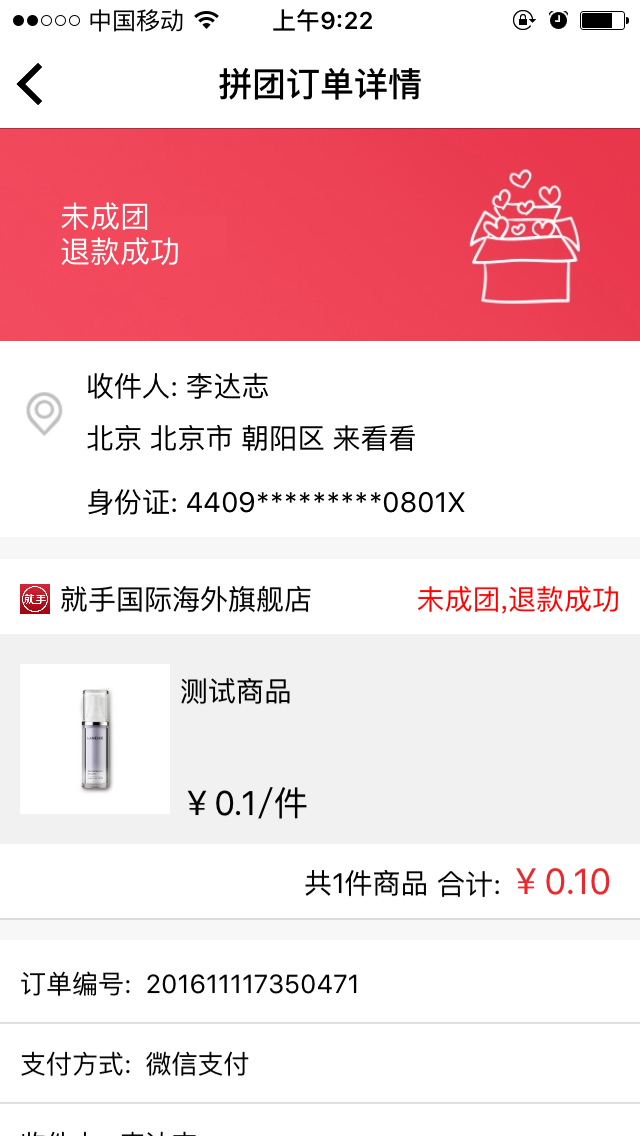 中国移动 上午9:22
拼团订单详情
未成团
退款成功
收件人: 李达志
北京 北京市 朝阳区 来看看
身份证: 4409*********0801X
就手
就手国际海外旗舰店 未成团,退款成功
测试商品
LANEIGE
¥ 0.1/件
共1件商品 合计: ¥ 0.10
订单编号: 201611117350471
支付方式: 微信支付